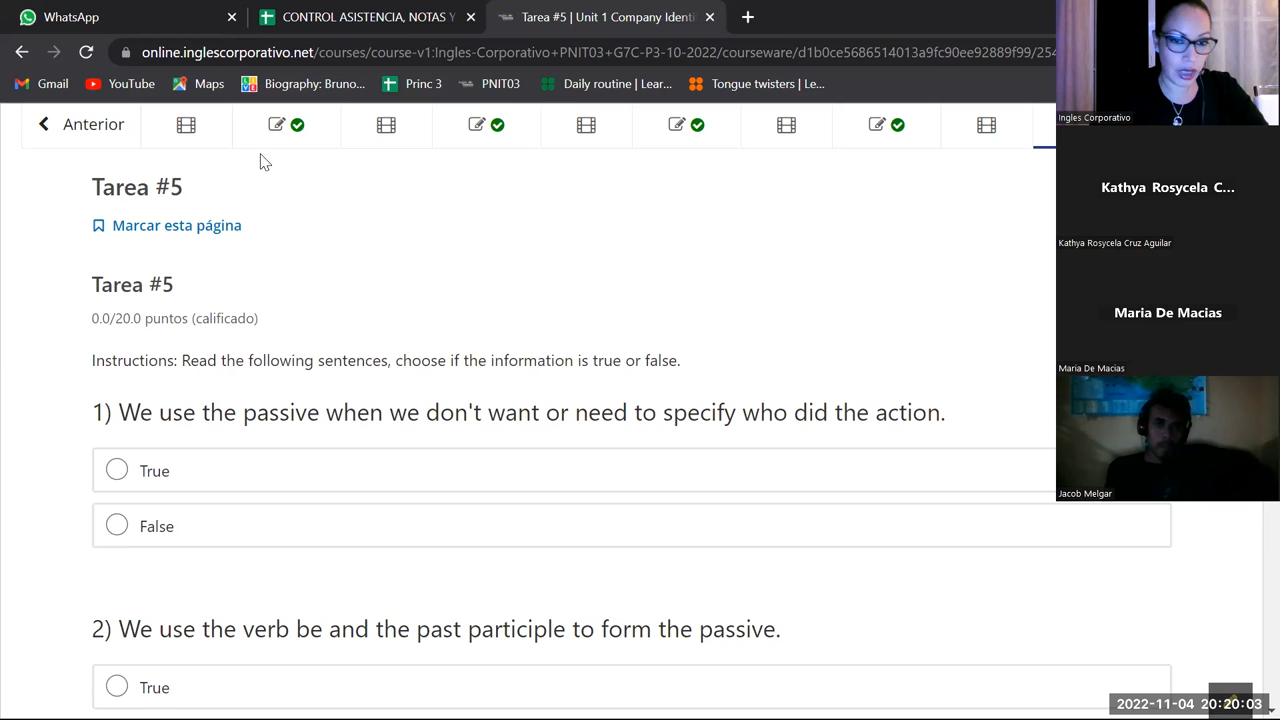 WhatsApp
CONTROL ASISTENCIA, NOTAS Y
Tarea #5 | Unit 1 Company Identi
online.inglescorporativo.net/courses/course-v1:Inglescorporativo+PNIT03+G7C-P3-10-2022/courseware/d1b0ce5686514013a9fc90ee92889f99/254
Gmail
YouTube
Maps
Biography: Bruno...
Princ 3
PNIT03
Daily routine | Lear...
Tongue twisters | Le...
Anterior
Tarea #5
Marcar esta página
Tarea #5
0.0/20.0 puntos (calificado)
Instructions: Read the following sentences, choose if the information is true or false.
1) We use the passive when we don't want or need to specify who did the action.
True
False
2) We use the verb be and the past participle to form the passive.
True
Ingles Corporativo
Kathya Rosycela C...
Kathya Rosycela Cruz Aguilar
Maria De Macias
Maria De Macias
Jacob Melgar
2022-11-04 20:20:03